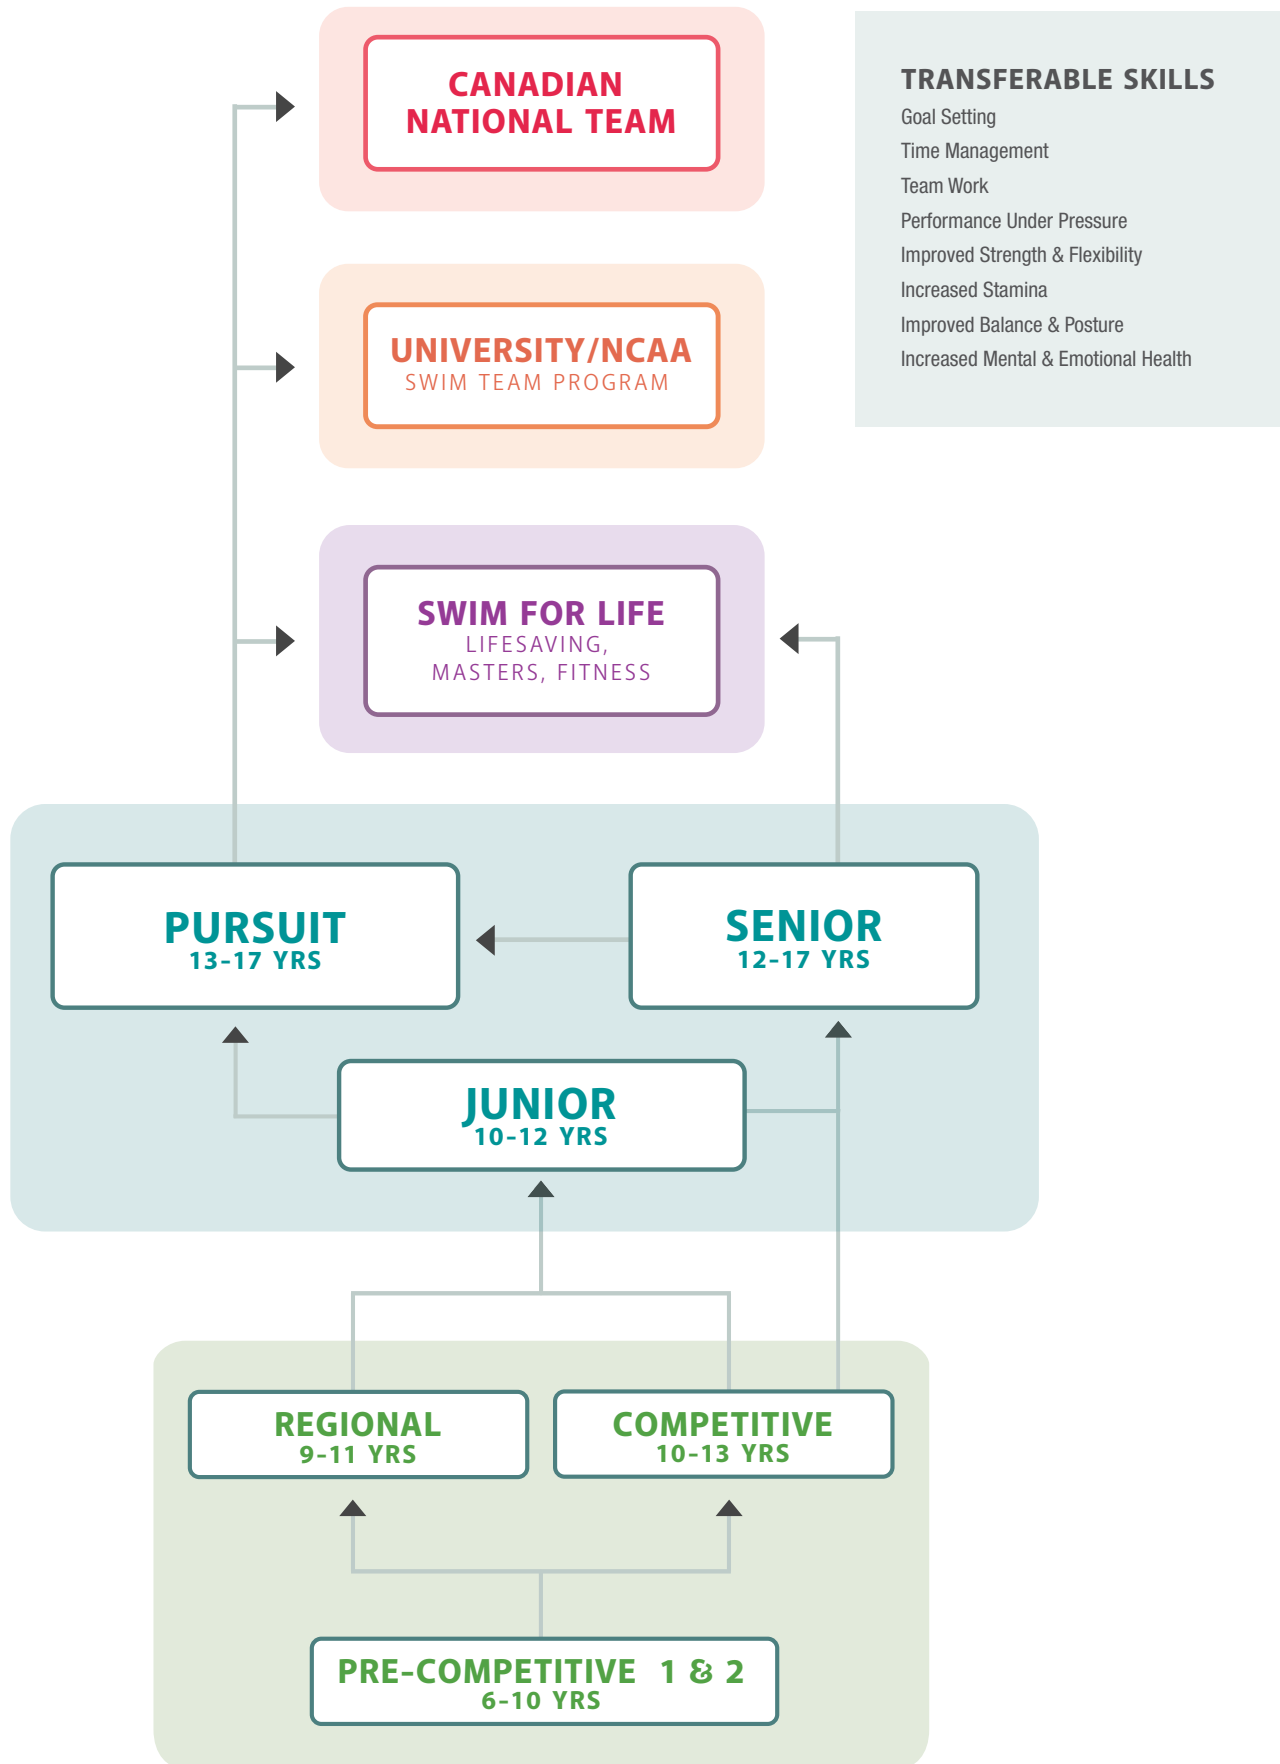 CANADIAN
NATIONAL TEAM
TRANSFERABLE SKILLS
Goal Setting
Time Management
Team Work
Performance Under Pressure
Improved Strength & Flexibility
Increased Stamina
Improved Balance & Posture
Increased Mental & Emotional Health
UNIVERSITY/NCAA
SWIM TEAM PROGRAM
SWIM FOR LIFE
LIFESAVING,
MASTERS, FITNESS
PURSUIT
13-17 YRS
SENIOR
12-17 YRS
JUNIOR
10-12 YRS
REGIONAL
9-11 YRS
COMPETITIVE
10-13 YRS
PRE-COMPETITIVE 1 & 2
6-10 YRS